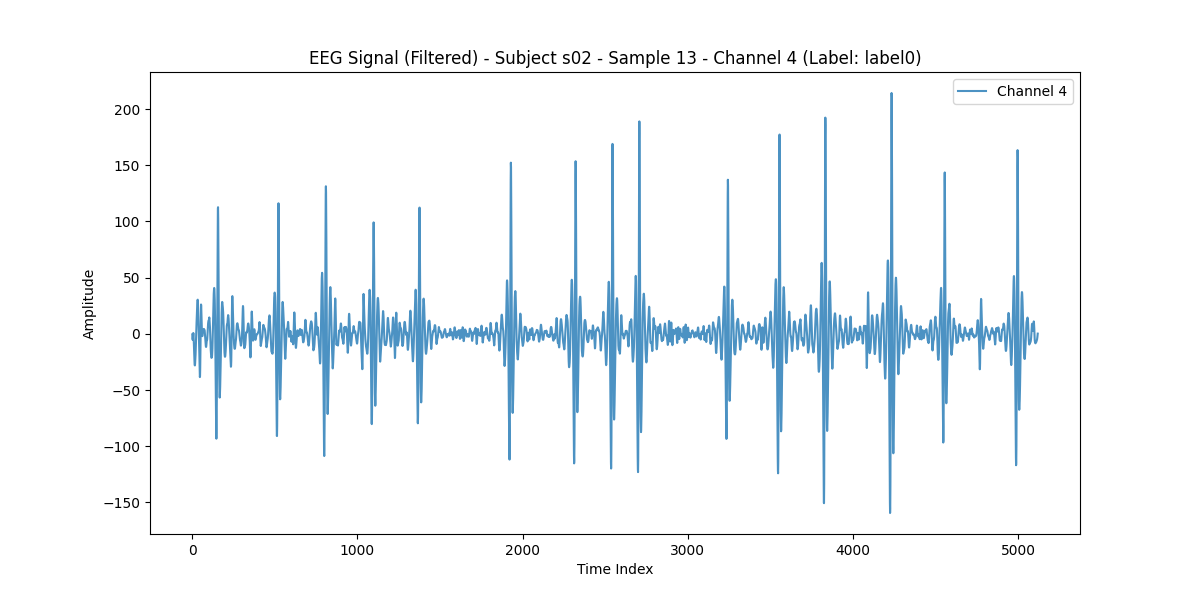 EEG Signal (Filtered) - Subject s02 - Sample 13 - Channel 4 (Label: label0)
Channel 4
200
150
100
50
0
−50
−100
−150
Amplitude
0 1000 2000 3000 4000 5000
Time Index